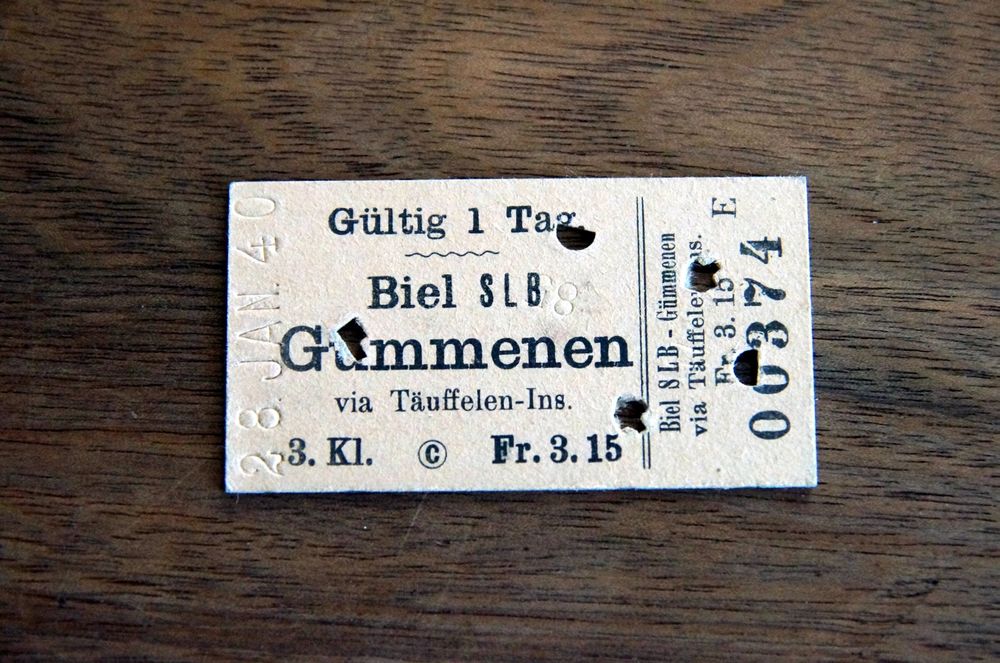 Gültig 1 Tag.
Biel SLB
8
Gümmenen
via Täuffelen-Ins.
3. Kl. © Fr. 3.15
28. JAN. 40
Biel SLB - Gümmenen
via Täuffelen-Ins.
Fr. 3. 15 E
00374